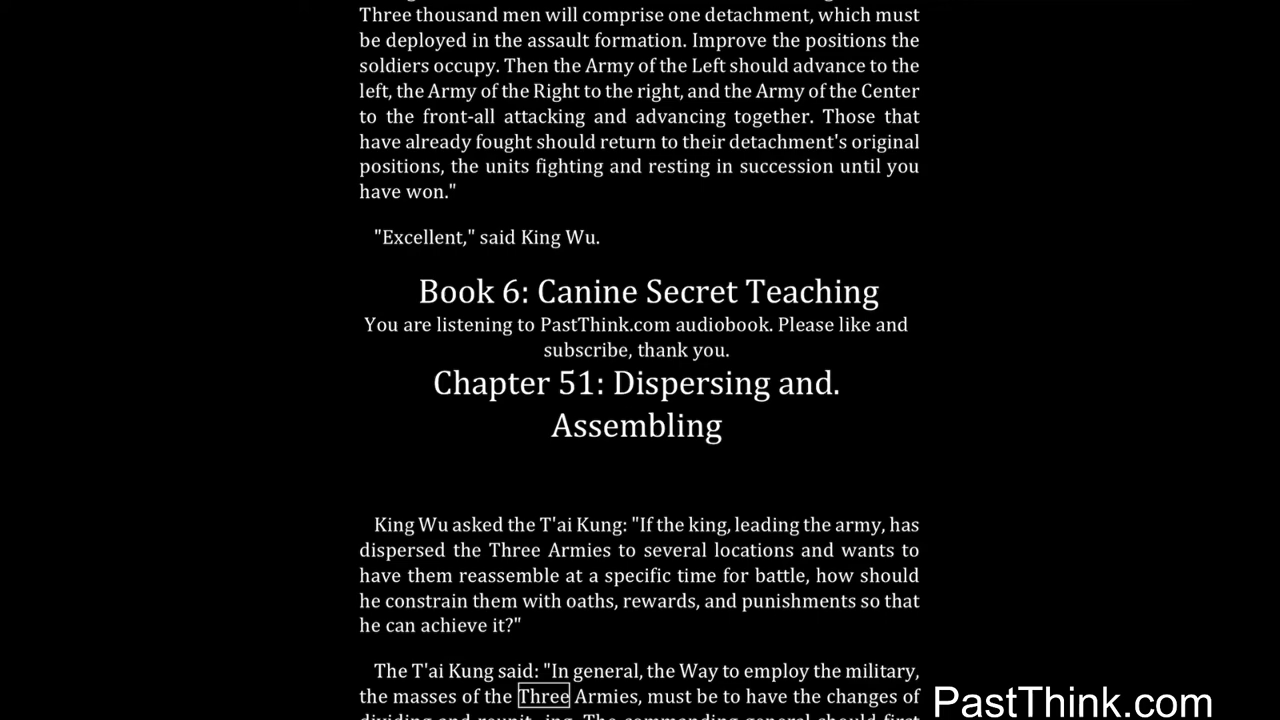 Three thousand men will comprise one detachment, which must
be deployed in the assault formation. Improve the positions the
soldiers occupy. Then the Army of the Left should advance to the
left, the Army of the Right to the right, and the Army of the Center
to the front-all attacking and advancing together. Those that
have already fought should return to their detachment's original
positions, the units fighting and resting in succession until you
have won."
"Excellent," said King Wu.
Book 6: Canine Secret Teaching
You are listening to PastThink.com audiobook. Please like and
subscribe, thank you.
Chapter 51: Dispersing and.
Assembling
King Wu asked the T'ai Kung: "If the king, leading the army, has
dispersed the Three Armies to several locations and wants to
have them reassemble at a specific time for battle, how should
he constrain them with oaths, rewards, and punishments so that
he can achieve it?"
The T'ai Kung said: "In general, the Way to employ the military,
the masses of the Three Armies, must be to have the changes of
dividing and reunit-ing. The commanding general should first
PastThink.com